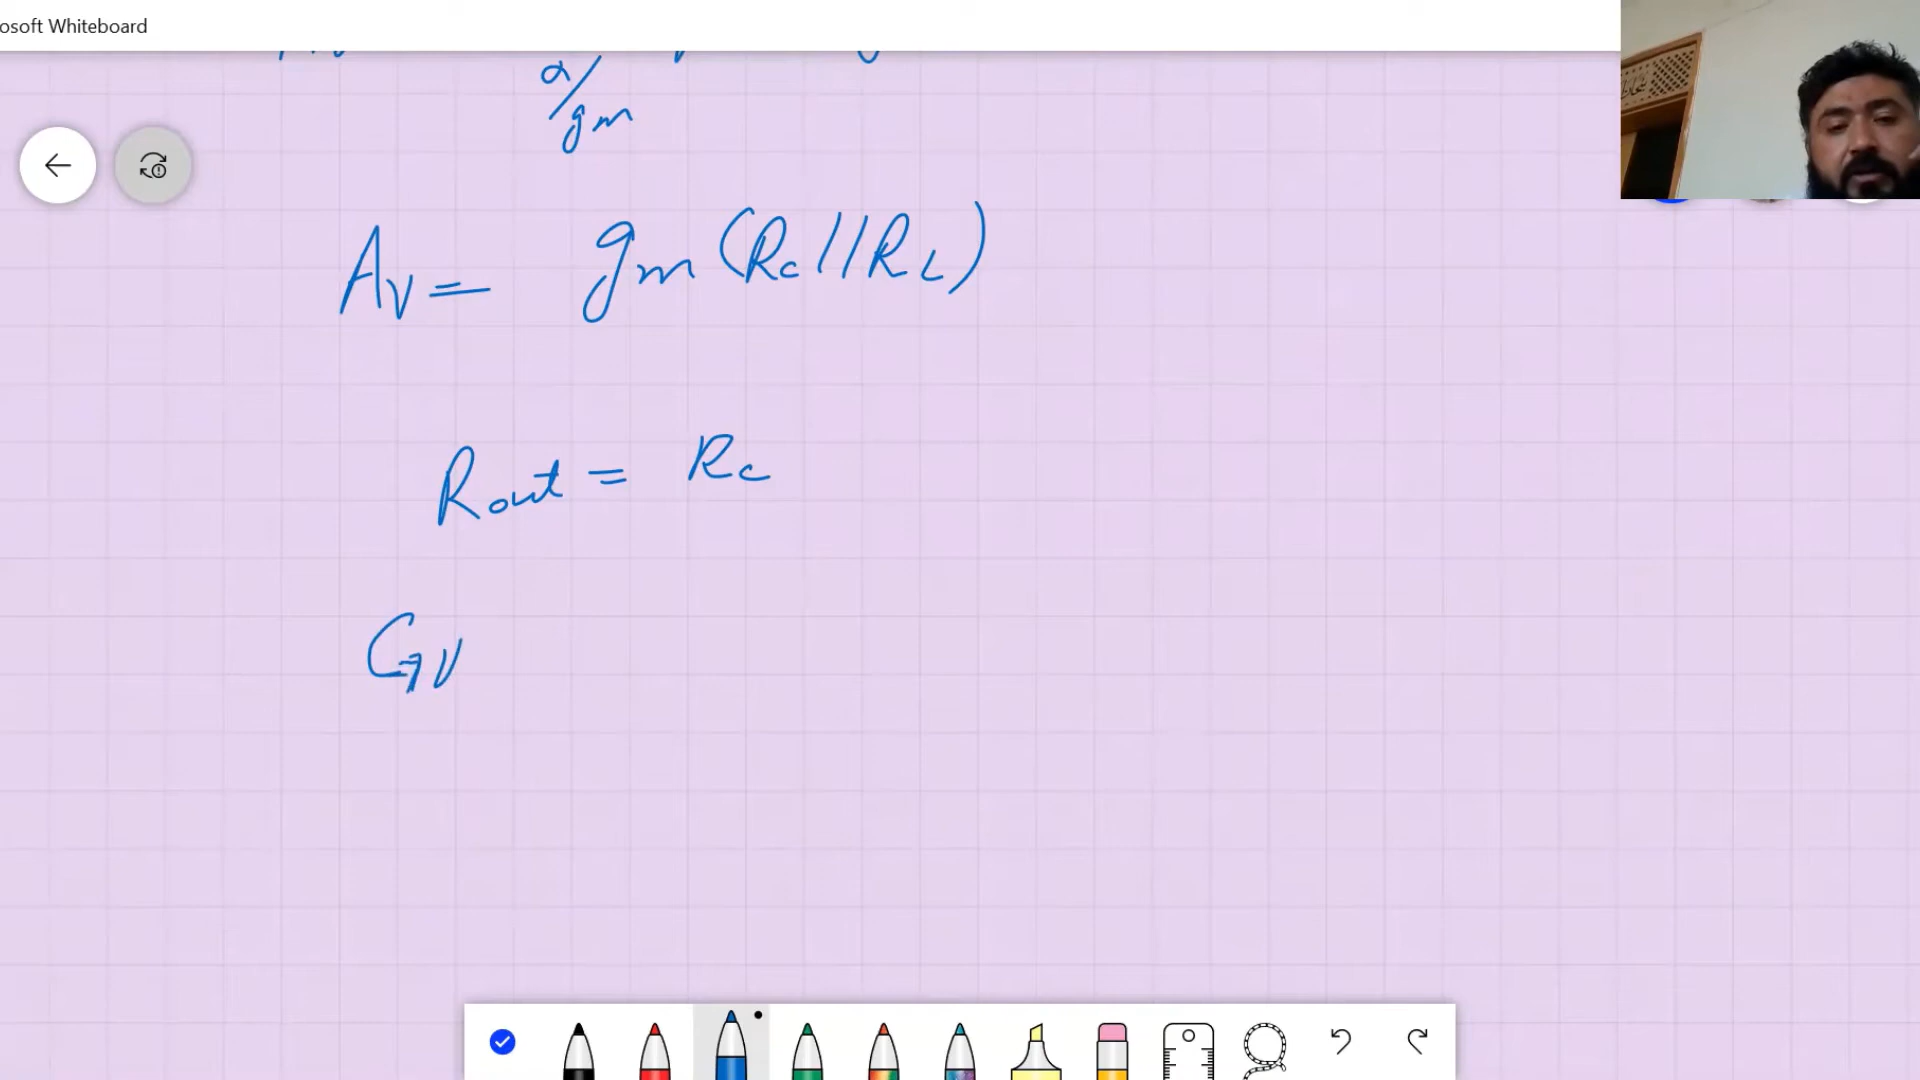 osoft Whiteboard
α/gm
Av = gm (Rc // RL)
Rout = Rc
Gv